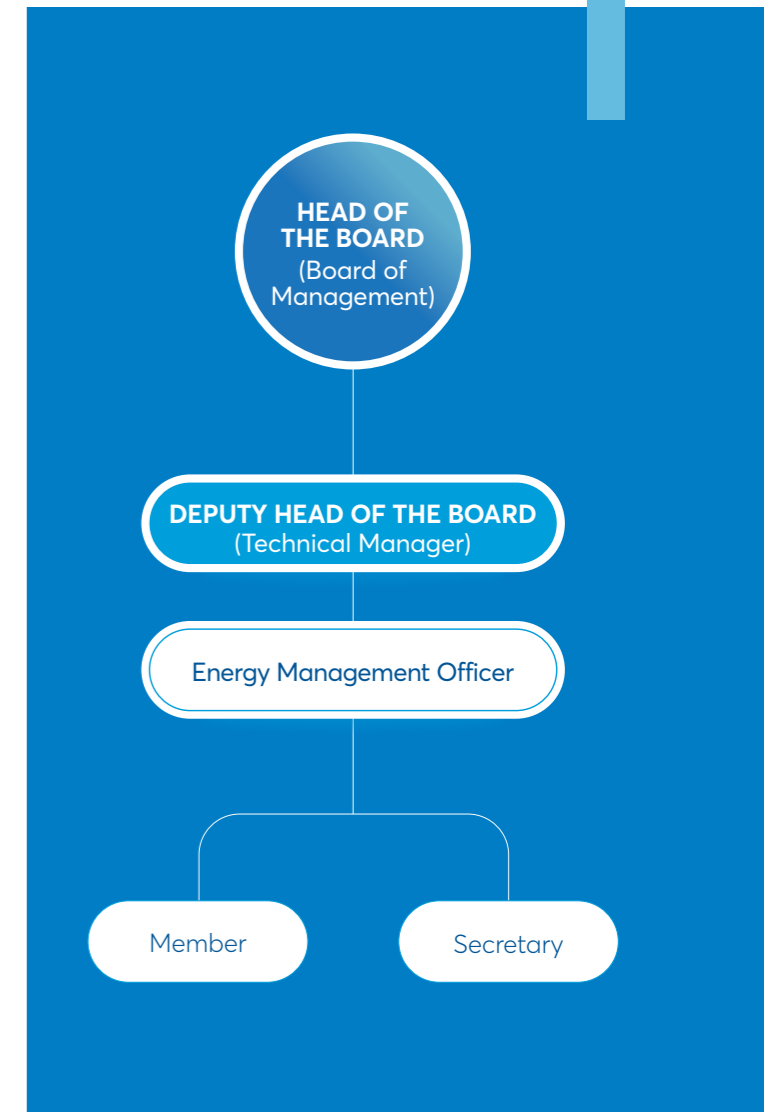 HEAD OF
THE BOARD
(Board of
Management)
DEPUTY HEAD OF THE BOARD
(Technical Manager)
Energy Management Officer
Member
Secretary